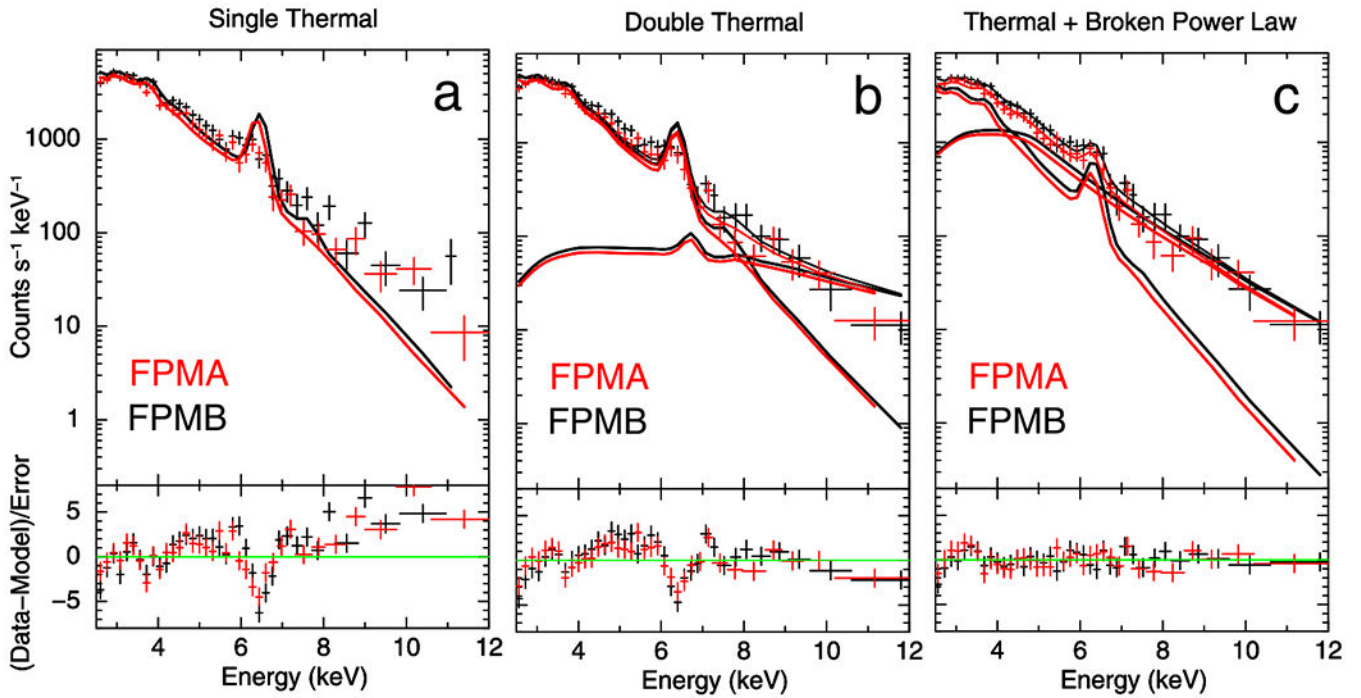 Single Thermal
Double Thermal
Thermal + Broken Power Law
a
b
c
Counts s⁻¹ keV⁻¹
1000
100
10
1
FPMA
FPMB
FPMA
FPMB
FPMA
FPMB
(Data−Model)/Error
5
0
−5
4 6 8 10 12
4 6 8 10 12
4 6 8 10 12
Energy (keV)
Energy (keV)
Energy (keV)